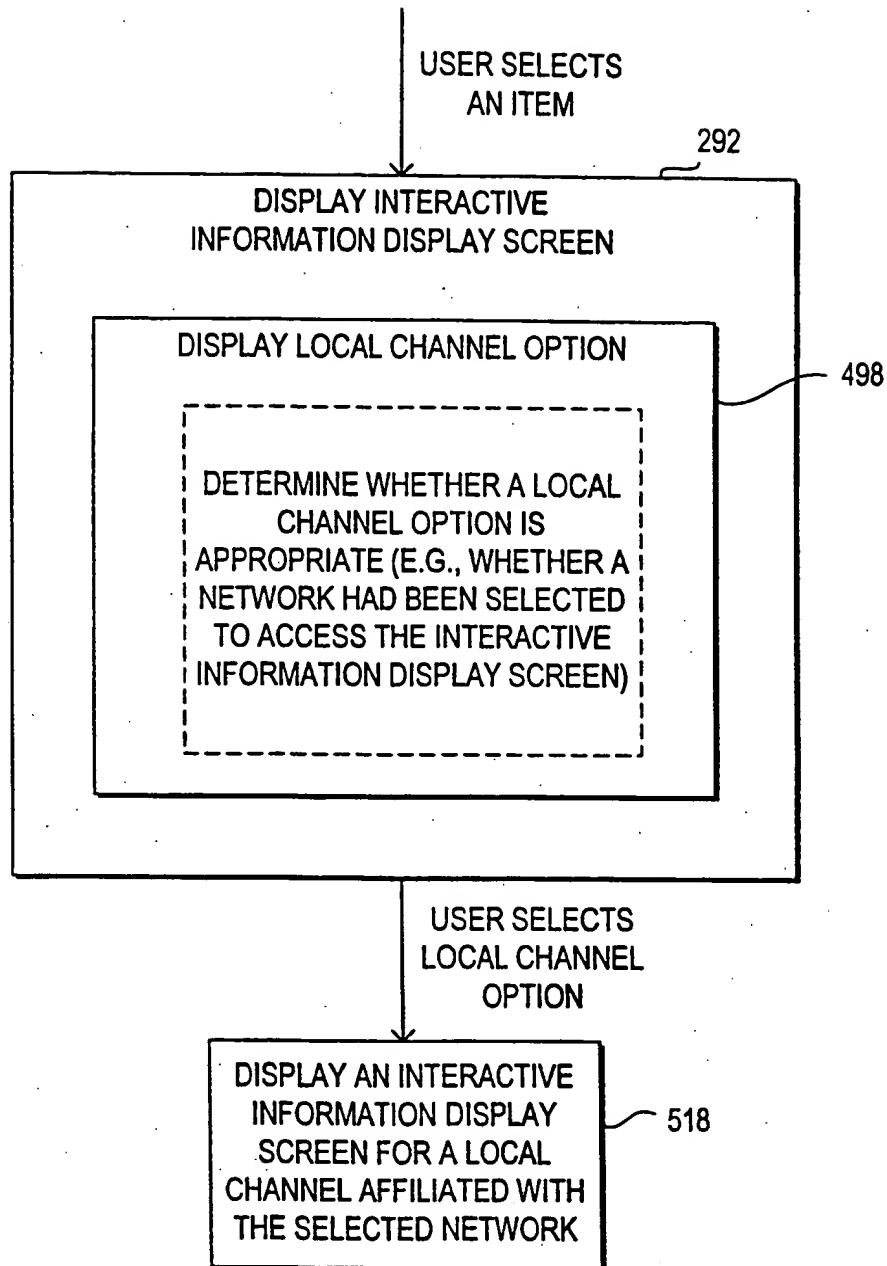 USER SELECTS
AN ITEM
292
DISPLAY INTERACTIVE
INFORMATION DISPLAY SCREEN
DISPLAY LOCAL CHANNEL OPTION
498
DETERMINE WHETHER A LOCAL
CHANNEL OPTION IS
APPROPRIATE (E.G., WHETHER A
NETWORK HAD BEEN SELECTED
TO ACCESS THE INTERACTIVE
INFORMATION DISPLAY SCREEN)
USER SELECTS
LOCAL CHANNEL
OPTION
DISPLAY AN INTERACTIVE
INFORMATION DISPLAY
SCREEN FOR A LOCAL
CHANNEL AFFILIATED WITH
THE SELECTED NETWORK
518